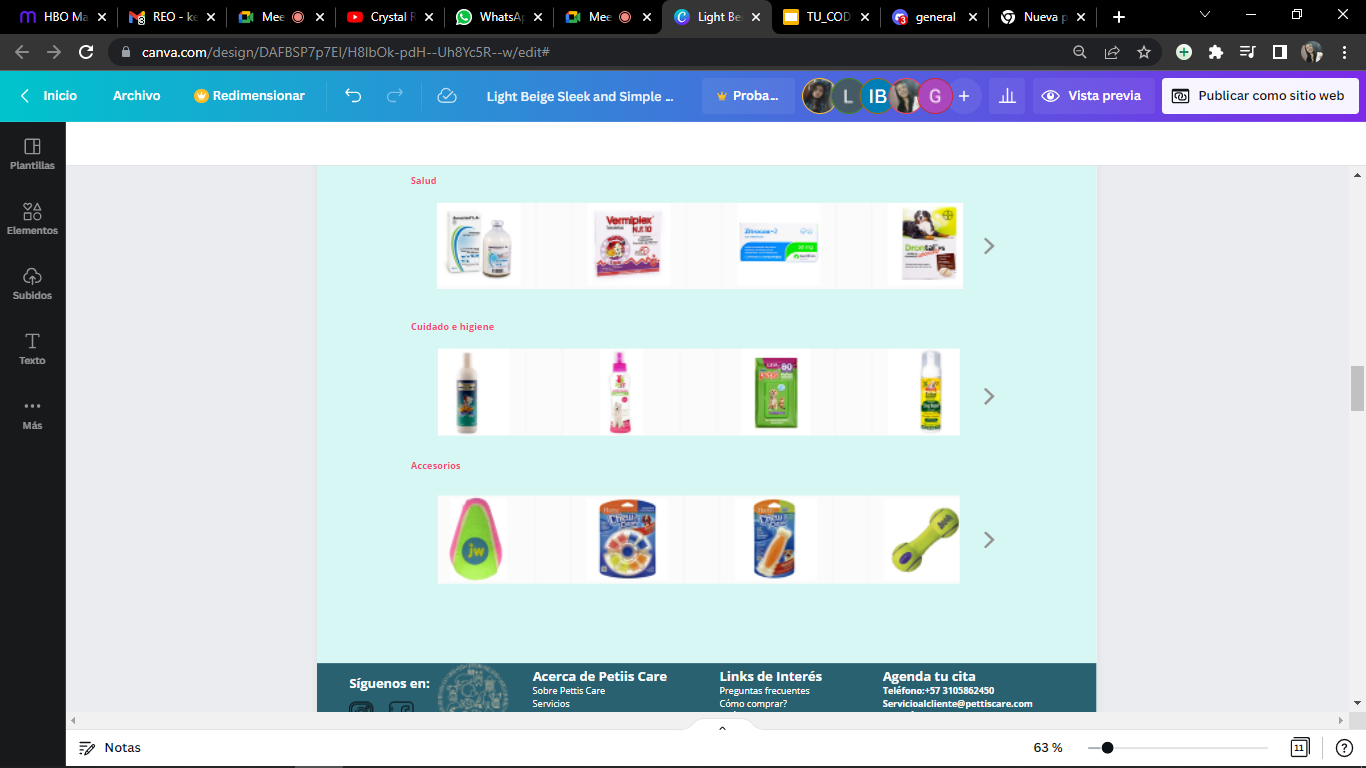 HBO Ma
REO - ke
Mee
Crystal R
WhatsAp
Mee
Light Be
TU_COD
general
Nueva p
canva.com/design/DAFBSP7p7EI/H8IbOk-pdH--Uh8Yc5R--w/edit#
Inicio
Archivo
Redimensionar
Light Beige Sleek and Simple ...
Proba...
L
IB
G
Vista previa
Publicar como sitio web
Plantillas
Elementos
Subidos
Texto
Más
Salud
Vermiplex
Cuidado e higiene
80
Accesorios
jw
Chew
Chew
Síguenos en:
Acerca de Petiis Care
Sobre Pettis Care
Servicios
Links de Interés
Preguntas frecuentes
Cómo comprar?
Agenda tu cita
Teléfono:+57 3105862450
Servicioalcliente@pettiscare.com
Notas
63 %
11